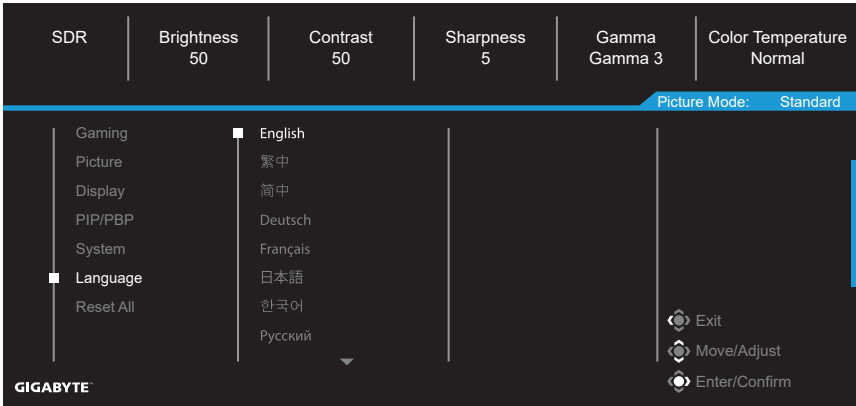 SDR Brightness Contrast Sharpness Gamma Color Temperature
50 50 5 Gamma 3 Normal
Picture Mode: Standard
Gaming English
Picture 繁中
Display 简中
PIP/PBP Deutsch
System Français
Language 日本語
Reset All 한국어
Русский
Exit
Move/Adjust
Enter/Confirm
GIGABYTE™